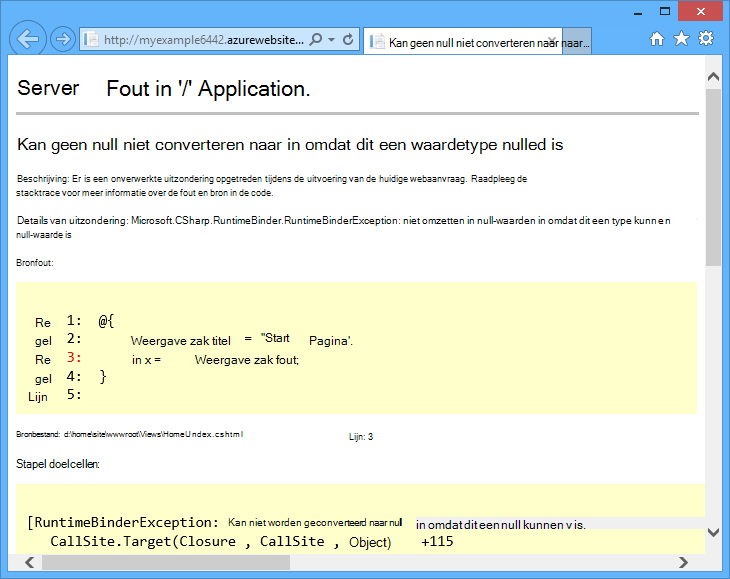 http://myexample6442.azurewebsite...
Kan geen null niet converteren naar naar...
Server Fout in '/' Application.
Kan geen null niet converteren naar in omdat dit een waardetype nulled is
Beschrijving: Er is een onverwerkte uitzondering opgetreden tijdens de uitvoering van de huidige webaanvraag. Raadpleeg de
stacktrace voor meer informatie over de fout en bron in de code.
Details van uitzondering: Microsoft.CSharp.RuntimeBinder.RuntimeBinderException: niet omzetten in null-waarden in omdat dit een type kunnen
null-waarde is
Bronfout:
Re 1: @{
gel 2: Weergave zak titel = "Start Pagina'.
Re 3: in x = Weergave zak fout;
gel 4: }
Lijn 5:
Bronbestand: d:\home\site\wwwroot\Views\HomeUndex.cshtml Lijn: 3
Stapel doelcellen:
[RuntimeBinderException: Kan niet worden geconverteerd naar null in omdat dit een null kunnen v is.
CallSite.Target(Closure , CallSite , Object) +115